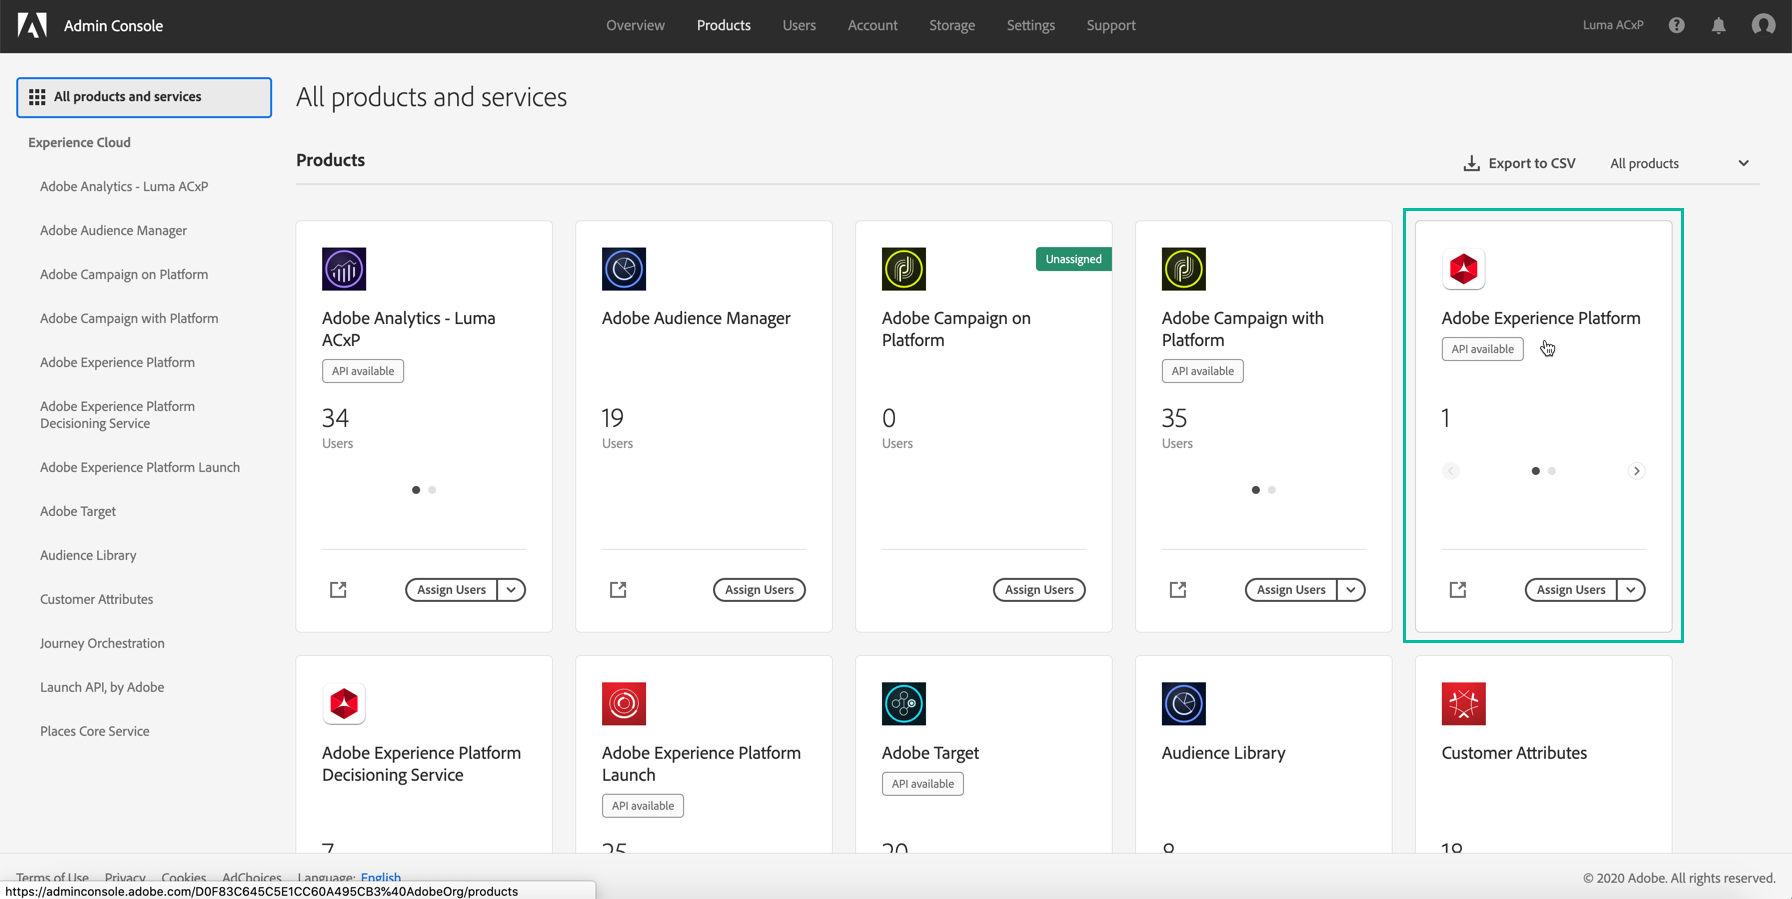 Admin Console
Overview
Products
Users
Account
Storage
Settings
Support
Luma ACxP
All products and services
Experience Cloud
Adobe Analytics - Luma ACxP
Adobe Audience Manager
Adobe Campaign on Platform
Adobe Campaign with Platform
Adobe Experience Platform
Adobe Experience Platform
Decisioning Service
Adobe Experience Platform Launch
Adobe Target
Audience Library
Customer Attributes
Journey Orchestration
Launch API, by Adobe
Places Core Service
All products and services
Products
Export to CSV
All products
Adobe Analytics - Luma
ACxP
API available
34
Users
Assign Users
Adobe Audience Manager
19
Users
Assign Users
Unassigned
Adobe Campaign on
Platform
0
Users
Assign Users
Adobe Campaign with
Platform
API available
35
Users
Assign Users
Adobe Experience Platform
API available
1
Assign Users
Adobe Experience Platform
Decisioning Service
7
Adobe Experience Platform
Launch
API available
25
Adobe Target
API available
20
Audience Library
Customer Attributes
Terms of Use
Privacy
Cookies
AdChoices
Language: English
© 2020 Adobe. All rights reserved.
https://adminconsole.adobe.com/D0F83C645C5E1CC60A495CB3%40AdobeOrg/products